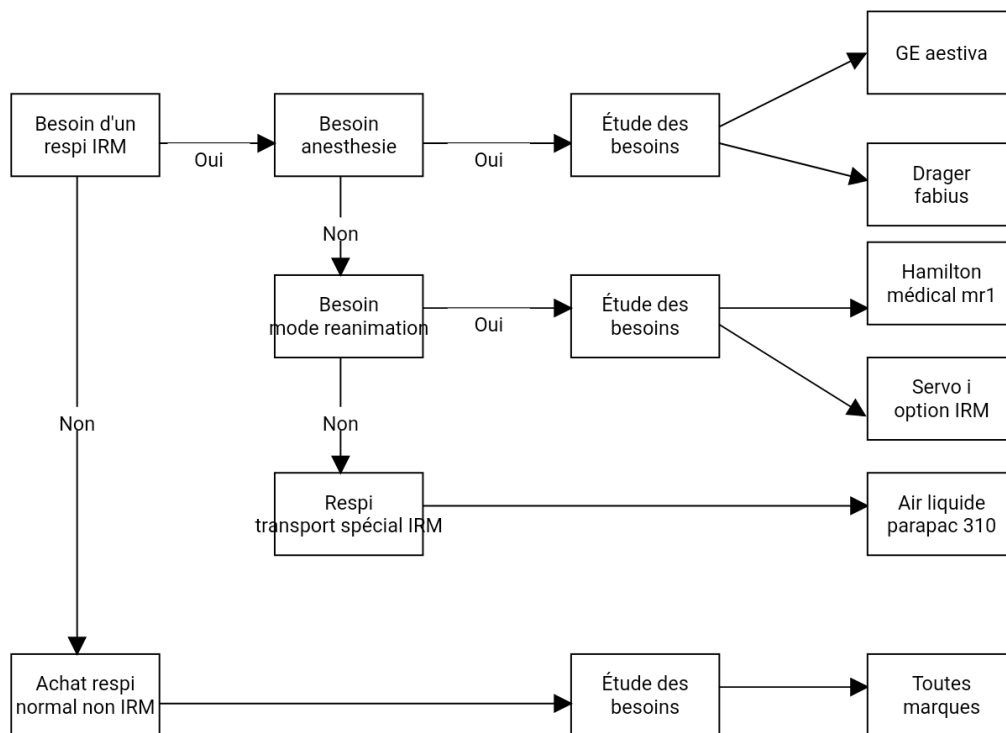 GE aestiva
Besoin d'un
respi IRM
Oui
Besoin
anesthesie
Oui
Étude des
besoins
Drager
fabius
Non
Besoin
mode reanimation
Oui
Étude des
besoins
Hamilton
médical mr1
Servo i
option IRM
Non
Non
Respi
transport spécial IRM
Air liquide
parapac 310
Achat respi
normal non IRM
Étude des
besoins
Toutes
marques